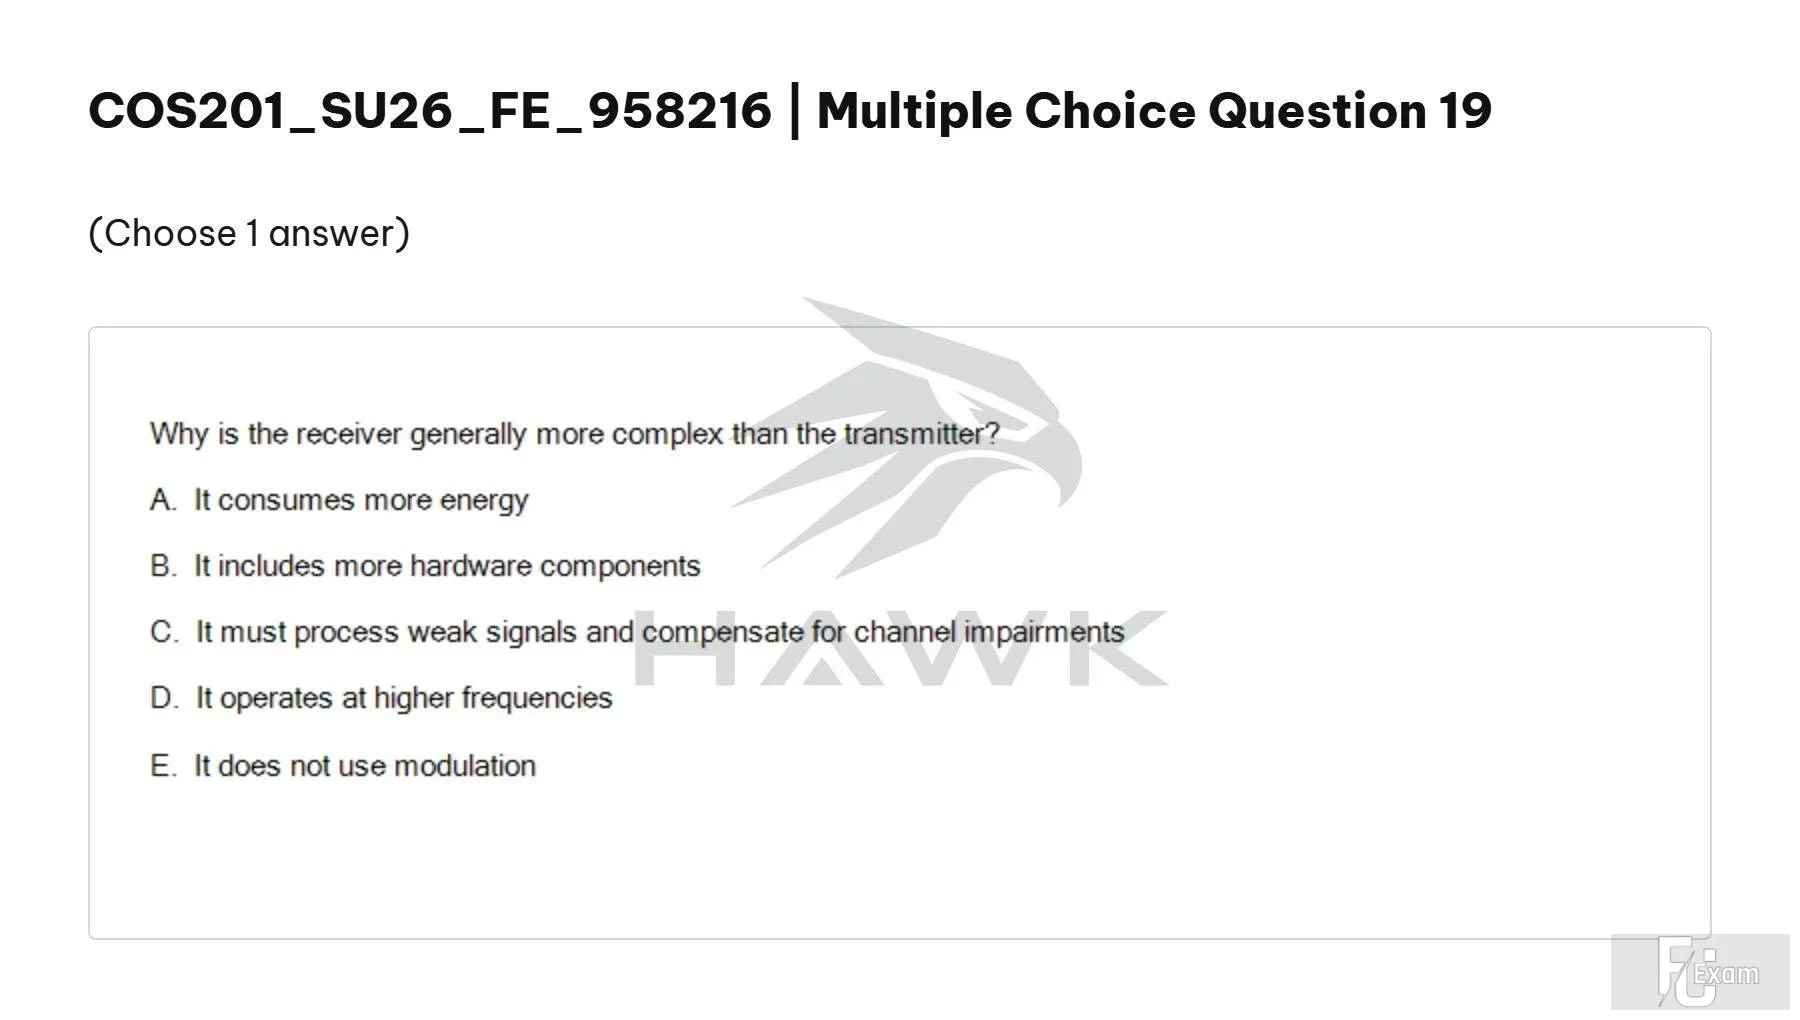 COS201_SU26_FE_958216 | Multiple Choice Question 19
(Choose 1 answer)
Why is the receiver generally more complex than the transmitter?
A. It consumes more energy
B. It includes more hardware components
C. It must process weak signals and compensate for channel impairments
D. It operates at higher frequencies
E. It does not use modulation
HAWK
FU Exam